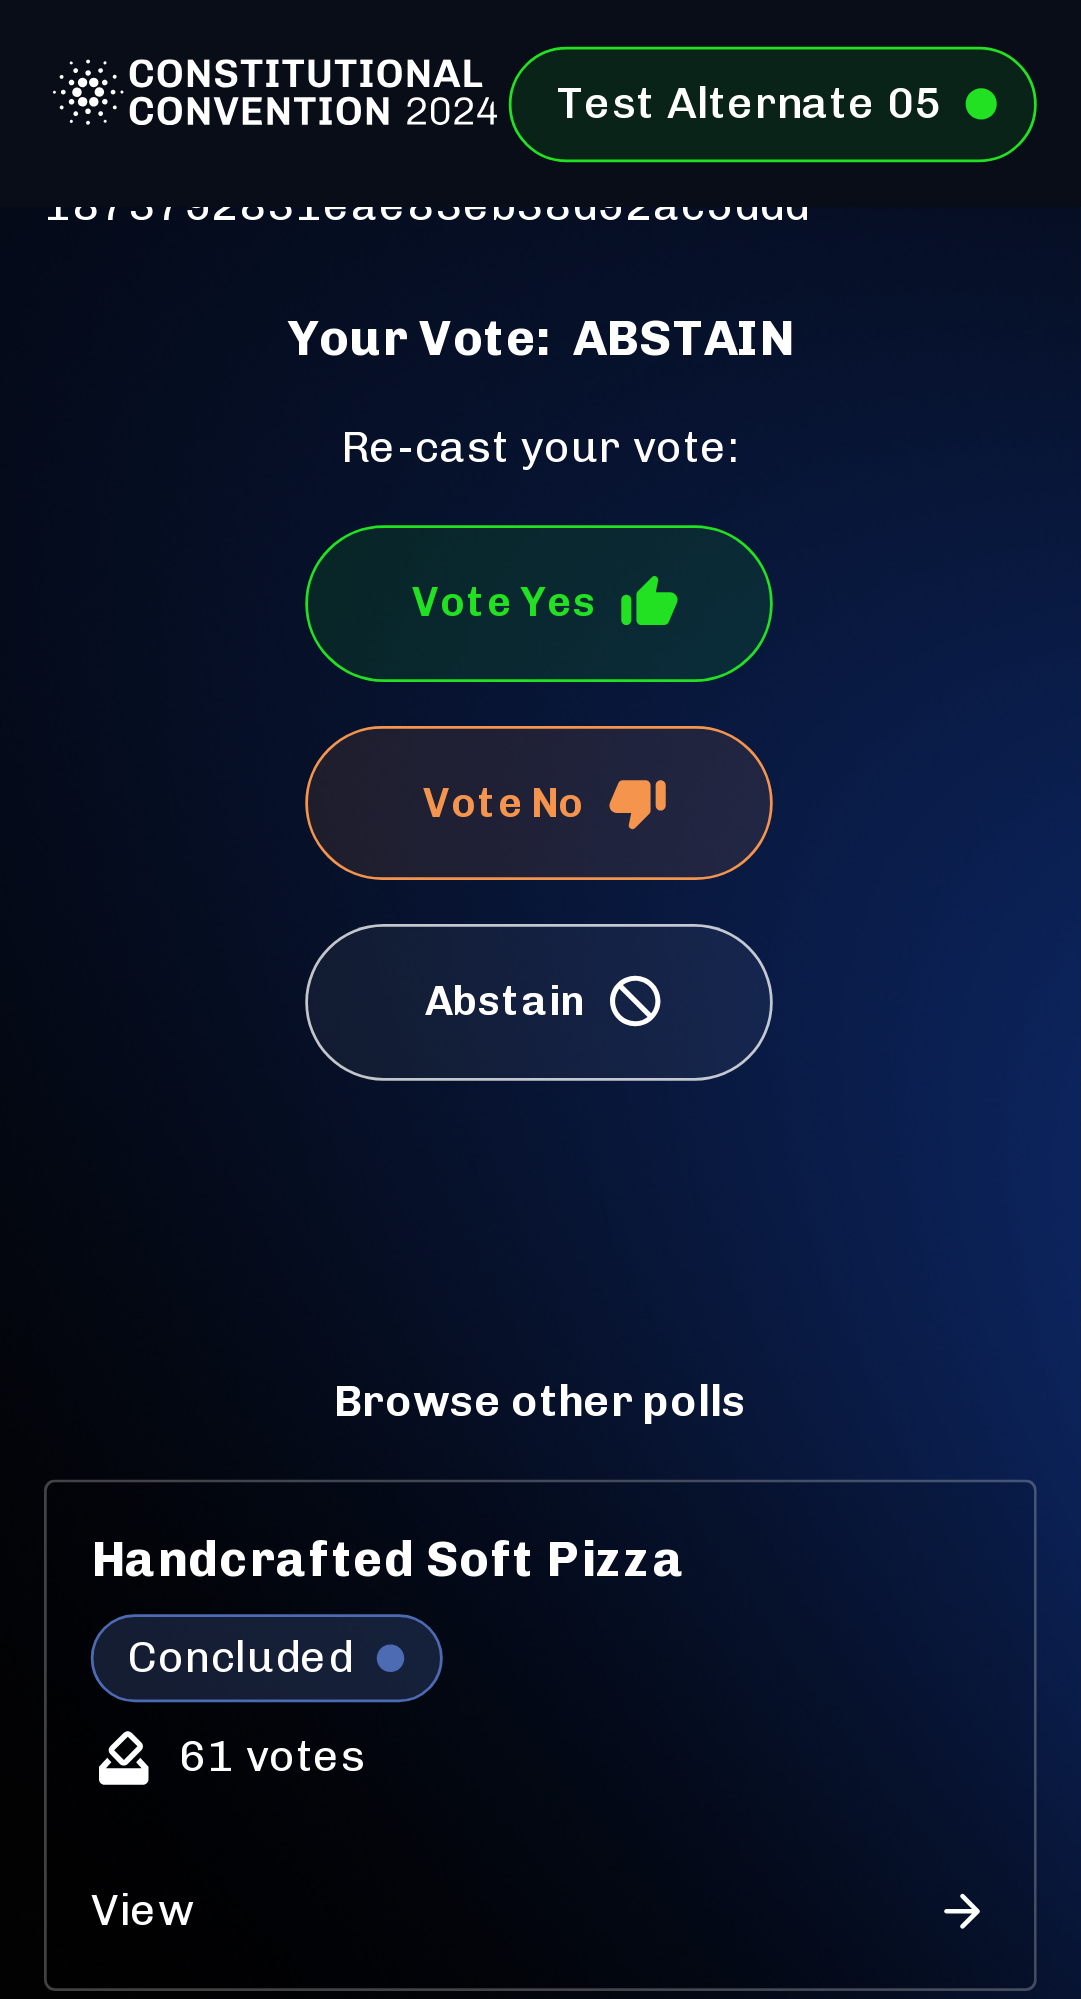 CONSTITUTIONAL
CONVENTION 2024
Test Alternate 05
Your Vote: ABSTAIN
Re-cast your vote:
Vote Yes
Vote No
Abstain
Browse other polls
Handcrafted Soft Pizza
Concluded
61 votes
View